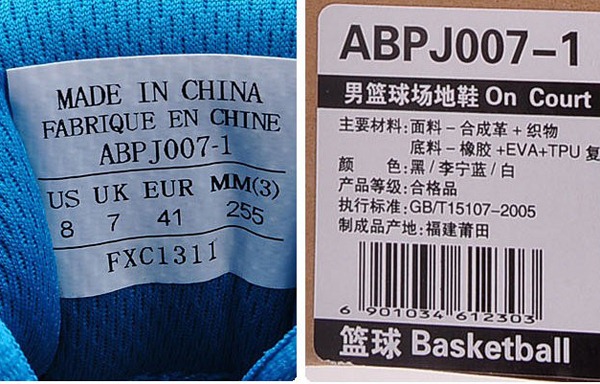 MADE IN CHINA
FABRIQUE EN CHINE
ABPJ007-1
US UK EUR MM(3)
8 7 41 255
FXC1311
ABPJ007-1
男篮球场地鞋 On Court
主要材料:面料-合成革+织物
底料-橡胶+EVA+TPU 复
颜 色:黑/李宁蓝/白
产品等级:合格品
执行标准:GB/T15107-2005
制成品产地:福建莆田
6 901034 612303
篮球 Basketball